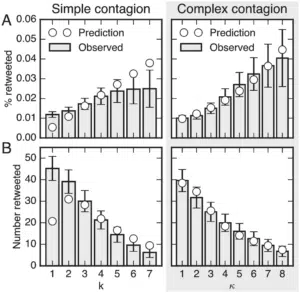 Simple contagion
Complex contagion
A
0.06
0.05
0.04
0.03
0.02
0.01
0.00
% retweeted
Prediction
Observed
Prediction
Observed
B
50
40
30
20
10
0
Number retweeted
1 2 3 4 5 6 7
k
1 2 3 4 5 6 7 8
κ